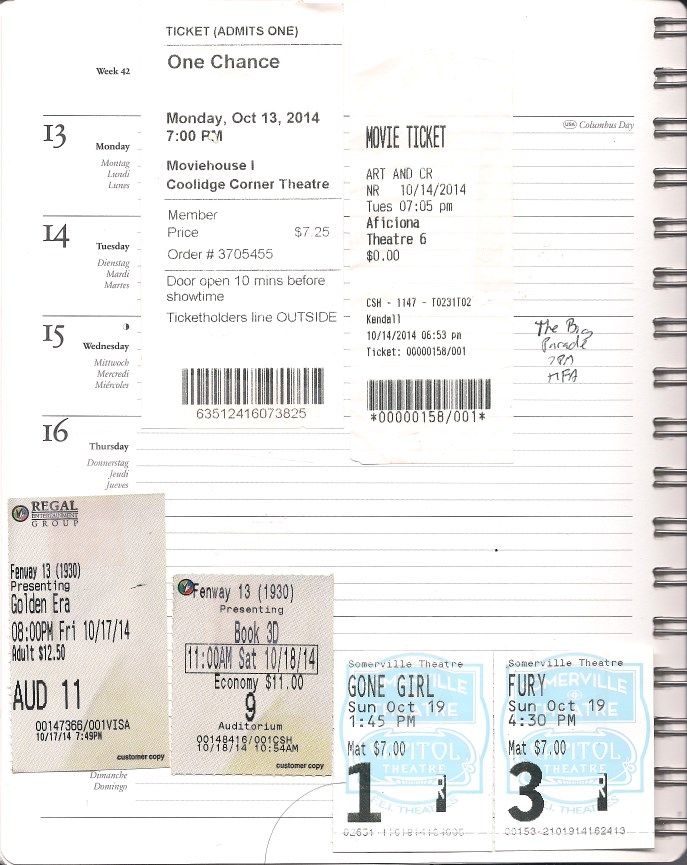 TICKET (ADMITS ONE)
One Chance
Monday, Oct 13, 2014
7:00 PM
Moviehouse I
Coolidge Corner Theatre
Member
Price $7.25
Order # 3705455
Door open 10 mins before
showtime
Ticketholders line OUTSIDE
63512416073825
MOVIE TICKET
ART AND CR
NR 10/14/2014
Tues 07:05 pm
Aficiona
Theatre 6
$0.00
CSH - 1147 - T0231T02
Kendall
10/14/2014 06:53 pm
Ticket: 00000158/001
*00000158/001*
Week 42
13
Monday
Montag
Lundi
Lunes
USA Columbus Day
14
Tuesday
Dienstag
Mardi
Martes
15
Wednesday
Mittwoch
Mercredi
Miércoles
The Big
Parade
MFA
16
Thursday
Donnerstag
Jeudi
Jueves
REGAL
ENTERTAINMENT
GROUP
Fenway 13 (1930)
Presenting
Golden Era
08:00PM Fri 10/17/14
Adult $12.50
AUD 11
00147366/001VISA
10/17/14 7:49PM
customer copy
Fenway 13 (1930)
Presenting
Book 3D
11:00AM Sat 10/18/14
Economy $11.00
9
Auditorium
00148416/001CSH
10/18/14 10:54AM
customer copy
Dimanche
Domingo
Somerville Theatre
GONE GIRL
Sun Oct 19
1:45 PM
Mat $7.00
1
R
Somerville Theatre
FURY
Sun Oct 19
4:30 PM
Mat $7.00
3
R
00153-2101914162413
SOMERVILLE
THEATRE
CAPITOL
THEATRE